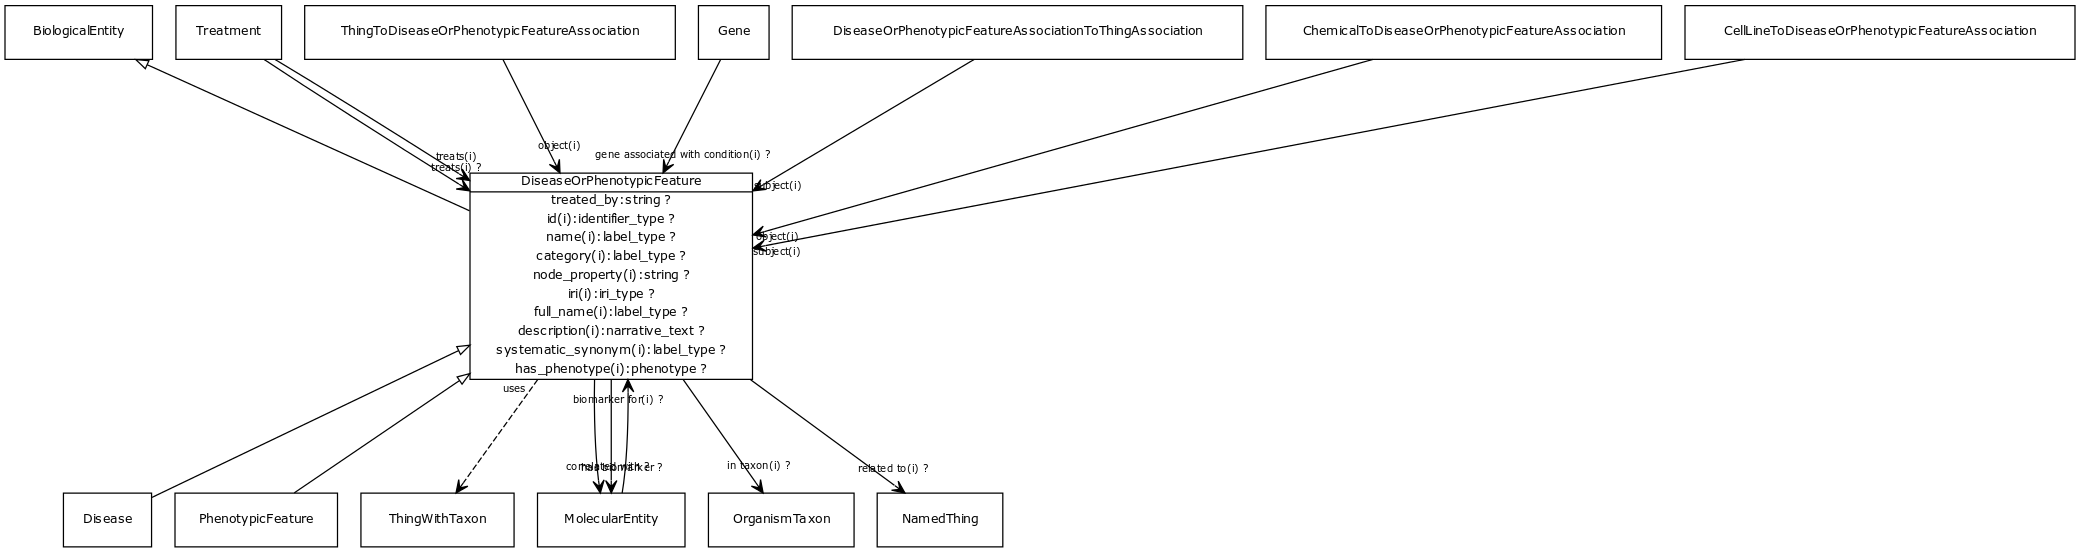 BiologicalEntity
Treatment
ThingToDiseaseOrPhenotypicFeatureAssociation
Gene
DiseaseOrPhenotypicFeatureAssociationToThingAssociation
ChemicalToDiseaseOrPhenotypicFeatureAssociation
CellLineToDiseaseOrPhenotypicFeatureAssociation
object(i)
gene associated with condition(i) ?
treats(i)
treats(i) ?
subject(i)
object(i)
subject(i)
DiseaseOrPhenotypicFeature
treated_by:string ?
id(i):identifier_type ?
name(i):label_type ?
category(i):label_type ?
node_property(i):string ?
iri(i):iri_type ?
full_name(i):label_type ?
description(i):narrative_text ?
systematic_synonym(i):label_type ?
has_phenotype(i):phenotype ?
uses
biomarker for(i) ?
correlated with ?
has biomarker ?
in taxon(i) ?
related to(i) ?
Disease
PhenotypicFeature
ThingWithTaxon
MolecularEntity
OrganismTaxon
NamedThing